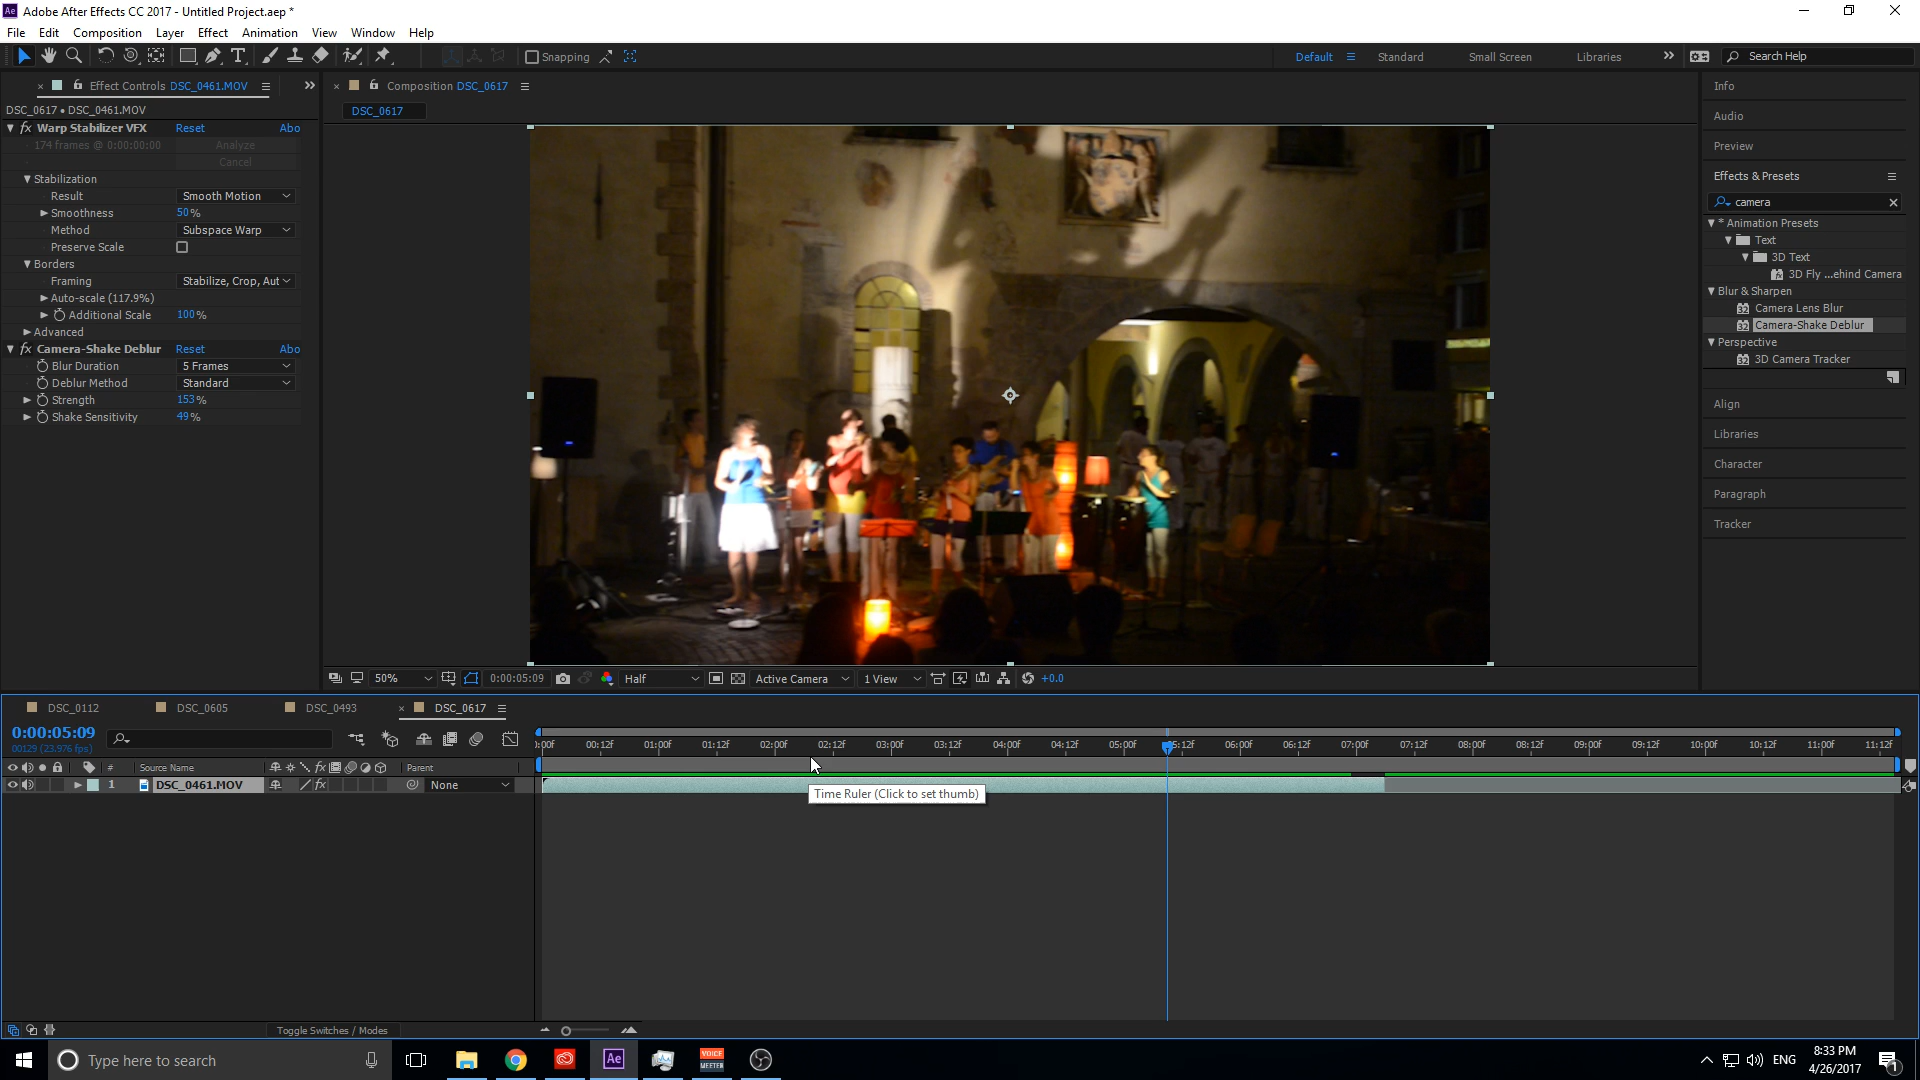 Adobe After Effects CC 2017 - Untitled Project.aep *
File Edit Composition Layer Effect Animation View Window Help
Snapping Default Standard Small Screen Libraries Search Help
Effect Controls DSC_0461.MOV
DSC_0617 • DSC_0461.MOV
Warp Stabilizer VFX Reset Abo
174 frames @ 0:00:00:00 Analyze
Cancel
Stabilization
Result Smooth Motion
Smoothness 50%
Method Subspace Warp
Preserve Scale
Borders
Framing Stabilize, Crop, Aut
Auto-scale (117.9%)
Additional Scale 100%
Advanced
Camera-Shake Deblur Reset Abo
Blur Duration 5 Frames
Deblur Method Standard
Strength 153%
Shake Sensitivity 49%
Composition DSC_0617
DSC_0617
50% 0:00:05:09 Half Active Camera 1 View +0.0
Info
Audio
Preview
Effects & Presets
camera
* Animation Presets
Text
3D Text
3D Fly ...ehind Camera
Blur & Sharpen
Camera Lens Blur
Camera-Shake Deblur
Perspective
3D Camera Tracker
Align
Libraries
Character
Paragraph
Tracker
DSC_0112 DSC_0605 DSC_0493 DSC_0617
0:00:05:09
00129 (23.976 fps)
:00f 00:12f 01:00f 01:12f 02:00f 02:12f 03:00f 03:12f 04:00f 04:12f 05:00f 05:12f 06:00f 06:12f 07:00f 07:12f 08:00f 08:12f 09:00f 09:12f 10:00f 10:12f 11:00f 11:12f
# Source Name fx Parent
1 DSC_0461.MOV fx None
Time Ruler (Click to set thumb)
Toggle Switches / Modes
Type here to search
Ae
VOICE
MEETER
ENG
8:33 PM
4/26/2017
1